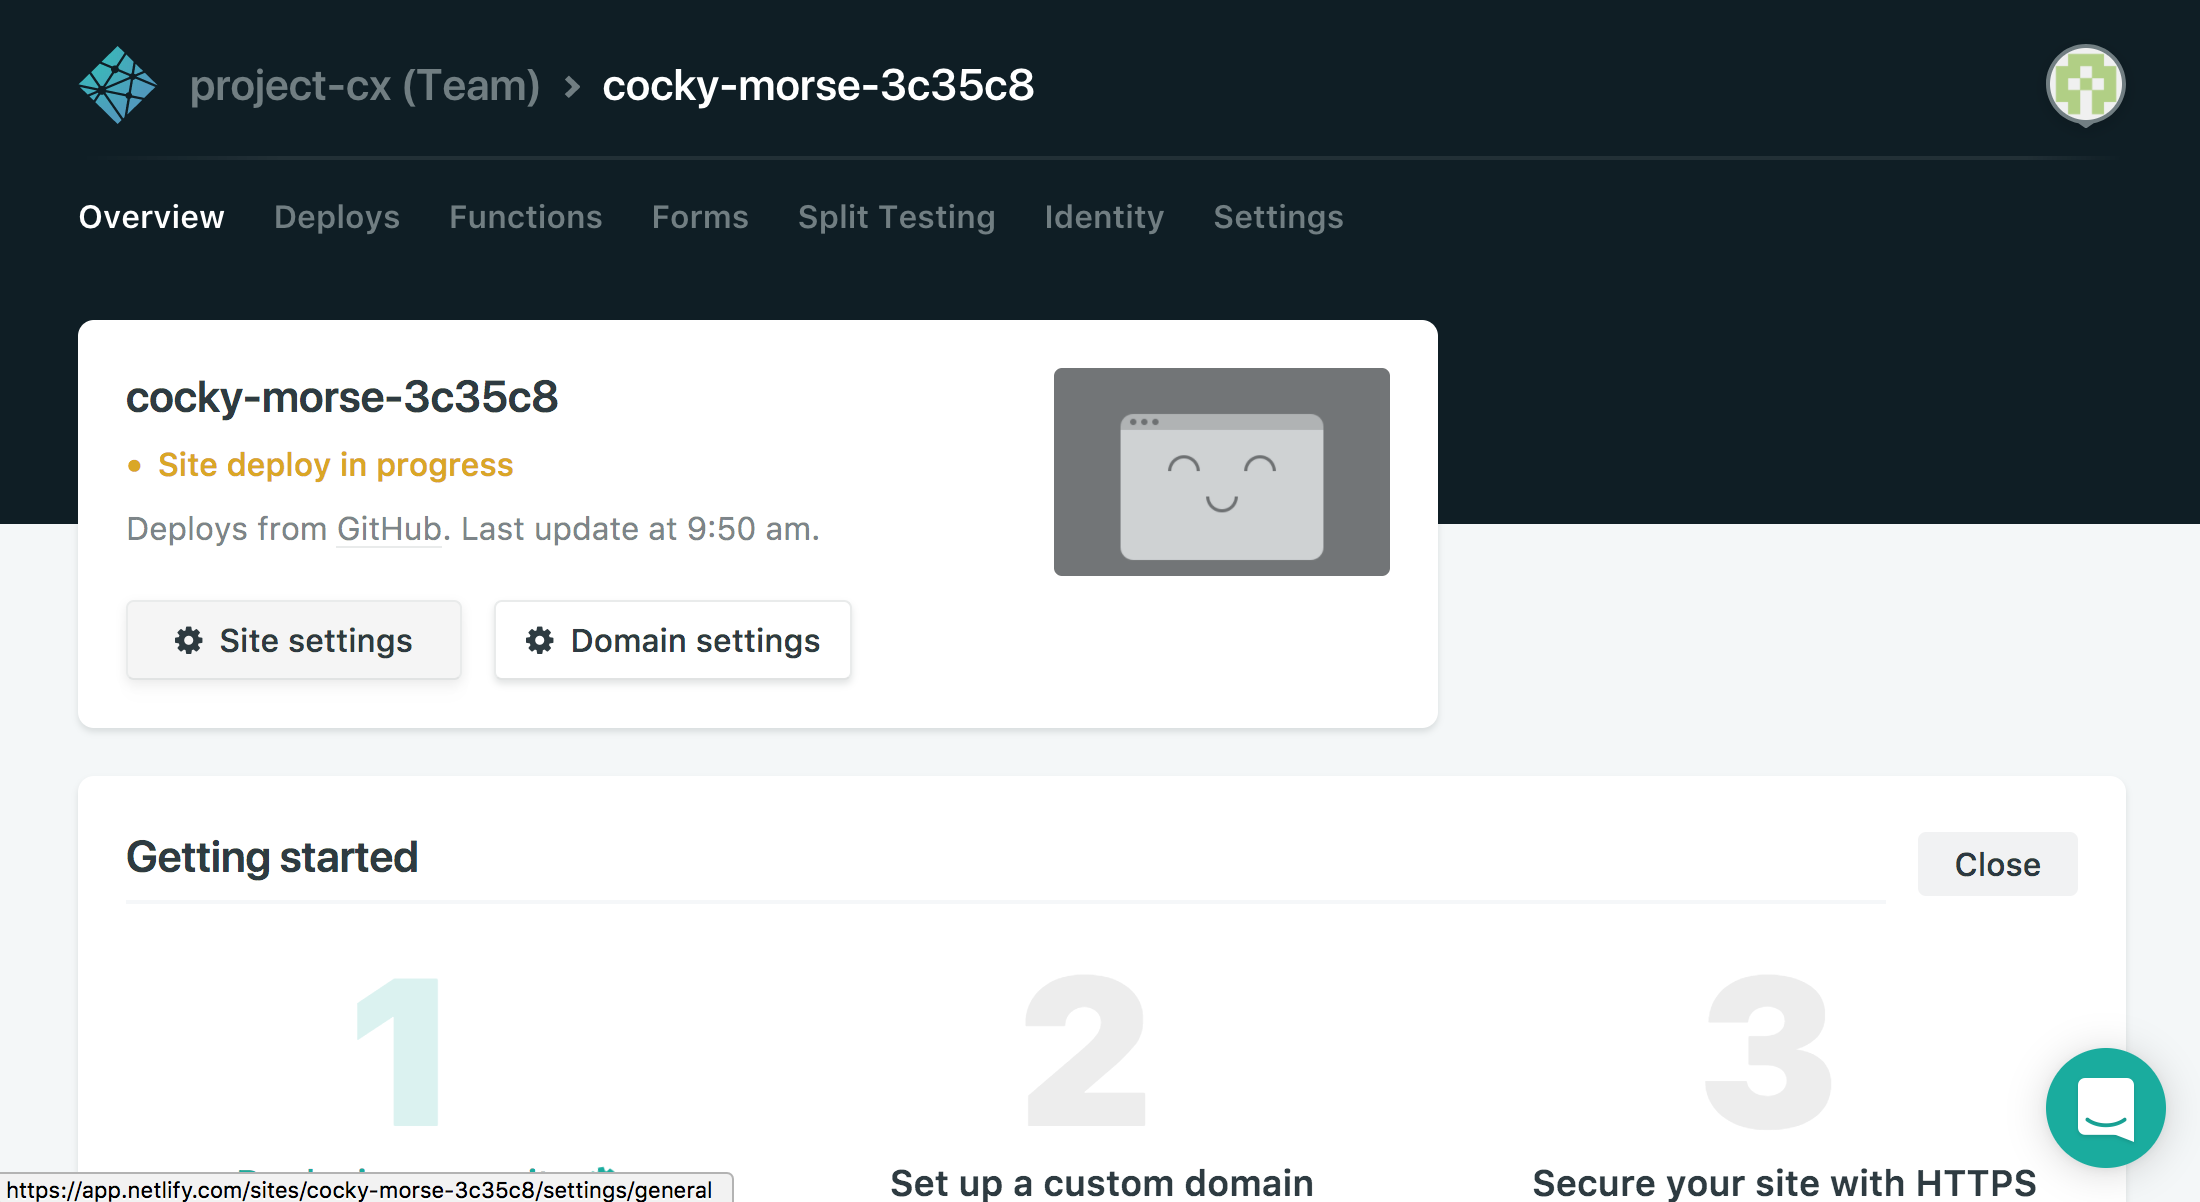 project-cx (Team) > cocky-morse-3c35c8
Overview Deploys Functions Forms Split Testing Identity Settings
cocky-morse-3c35c8
Site deploy in progress
Deploys from GitHub. Last update at 9:50 am.
Site settings Domain settings
Getting started
Close
1 2 3
Set up a custom domain Secure your site with HTTPS
https://app.netlify.com/sites/cocky-morse-3c35c8/settings/general